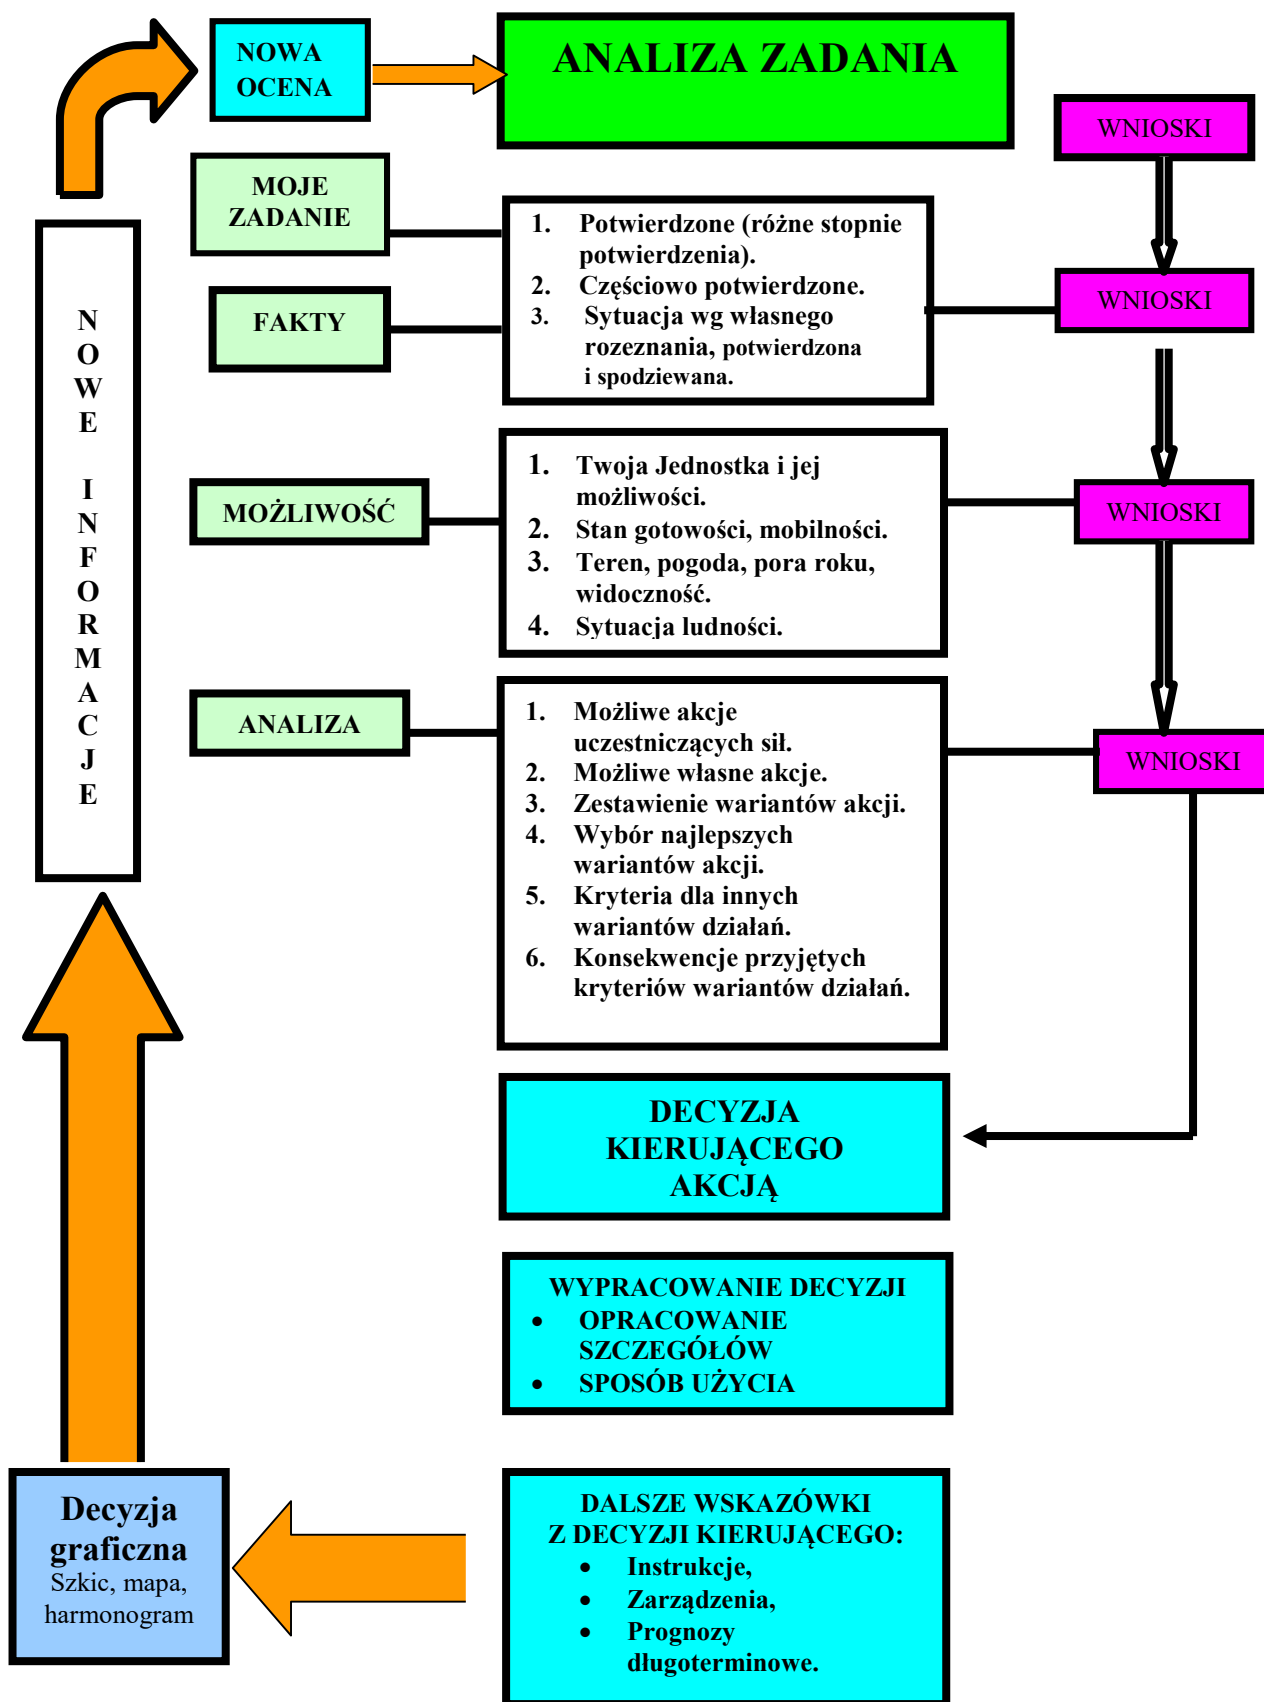 NOWA
OCENA
ANALIZA ZADANIA
WNIOSKI
MOJE
ZADANIE
FAKTY
1. Potwierdzone (różne stopnie
potwierdzenia).
2. Częściowo potwierdzone.
3. Sytuacja wg własnego
rozeznania, potwierdzona
i spodziewana.
WNIOSKI
NOWE INFORMACJE
MOŻLIWOŚĆ
1. Twoja Jednostka i jej
możliwości.
2. Stan gotowości, mobilności.
3. Teren, pogoda, pora roku,
widoczność.
4. Sytuacja ludności.
WNIOSKI
ANALIZA
1. Możliwe akcje
uczestniczących sił.
2. Możliwe własne akcje.
3. Zestawienie wariantów akcji.
4. Wybór najlepszych
wariantów akcji.
5. Kryteria dla innych
wariantów działań.
6. Konsekwencje przyjętych
kryteriów wariantów działań.
WNIOSKI
DECYZJA
KIERUJĄCEGO
AKCJĄ
WYPRACOWANIE DECYZJI
• OPRACOWANIE
SZCZEGÓŁÓW
• SPOSÓB UŻYCIA
DALSZE WSKAZÓWKI
Z DECYZJI KIERUJĄCEGO:
• Instrukcje,
• Zarządzenia,
• Prognozy
długoterminowe.
Decyzja
graficzna
Szkic, mapa,
harmonogram